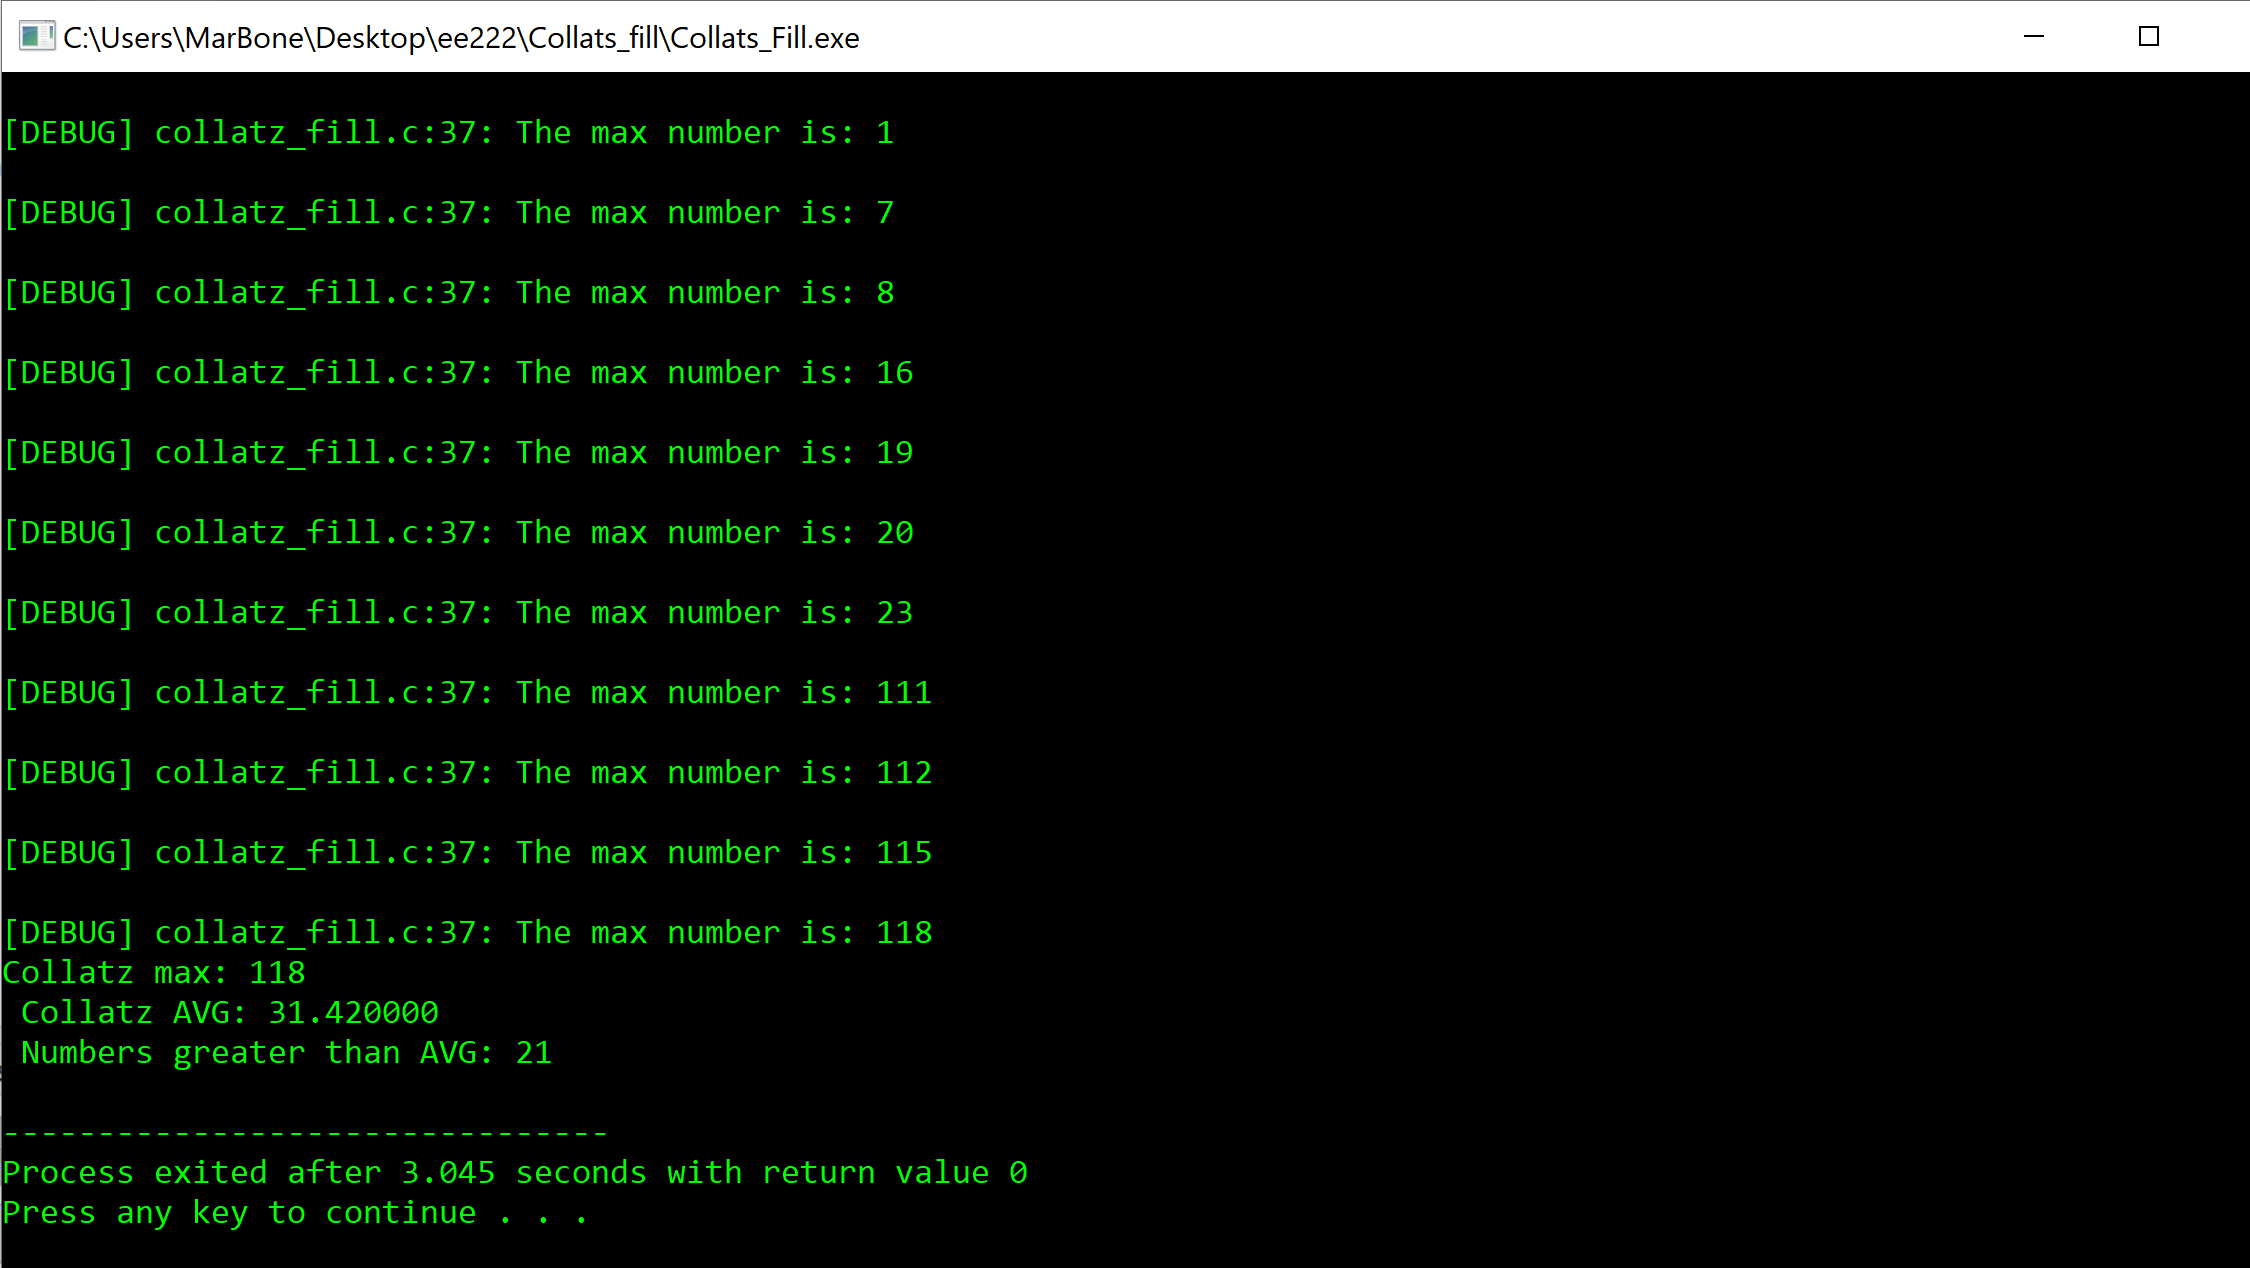 C:\Users\MarBone\Desktop\ee222\Collats_fill\Collats_Fill.exe
[DEBUG] collatz_fill.c:37: The max number is: 1
[DEBUG] collatz_fill.c:37: The max number is: 7
[DEBUG] collatz_fill.c:37: The max number is: 8
[DEBUG] collatz_fill.c:37: The max number is: 16
[DEBUG] collatz_fill.c:37: The max number is: 19
[DEBUG] collatz_fill.c:37: The max number is: 20
[DEBUG] collatz_fill.c:37: The max number is: 23
[DEBUG] collatz_fill.c:37: The max number is: 111
[DEBUG] collatz_fill.c:37: The max number is: 112
[DEBUG] collatz_fill.c:37: The max number is: 115
[DEBUG] collatz_fill.c:37: The max number is: 118
Collatz max: 118
Collatz AVG: 31.420000
Numbers greater than AVG: 21
--------------------------------
Process exited after 3.045 seconds with return value 0
Press any key to continue . . .